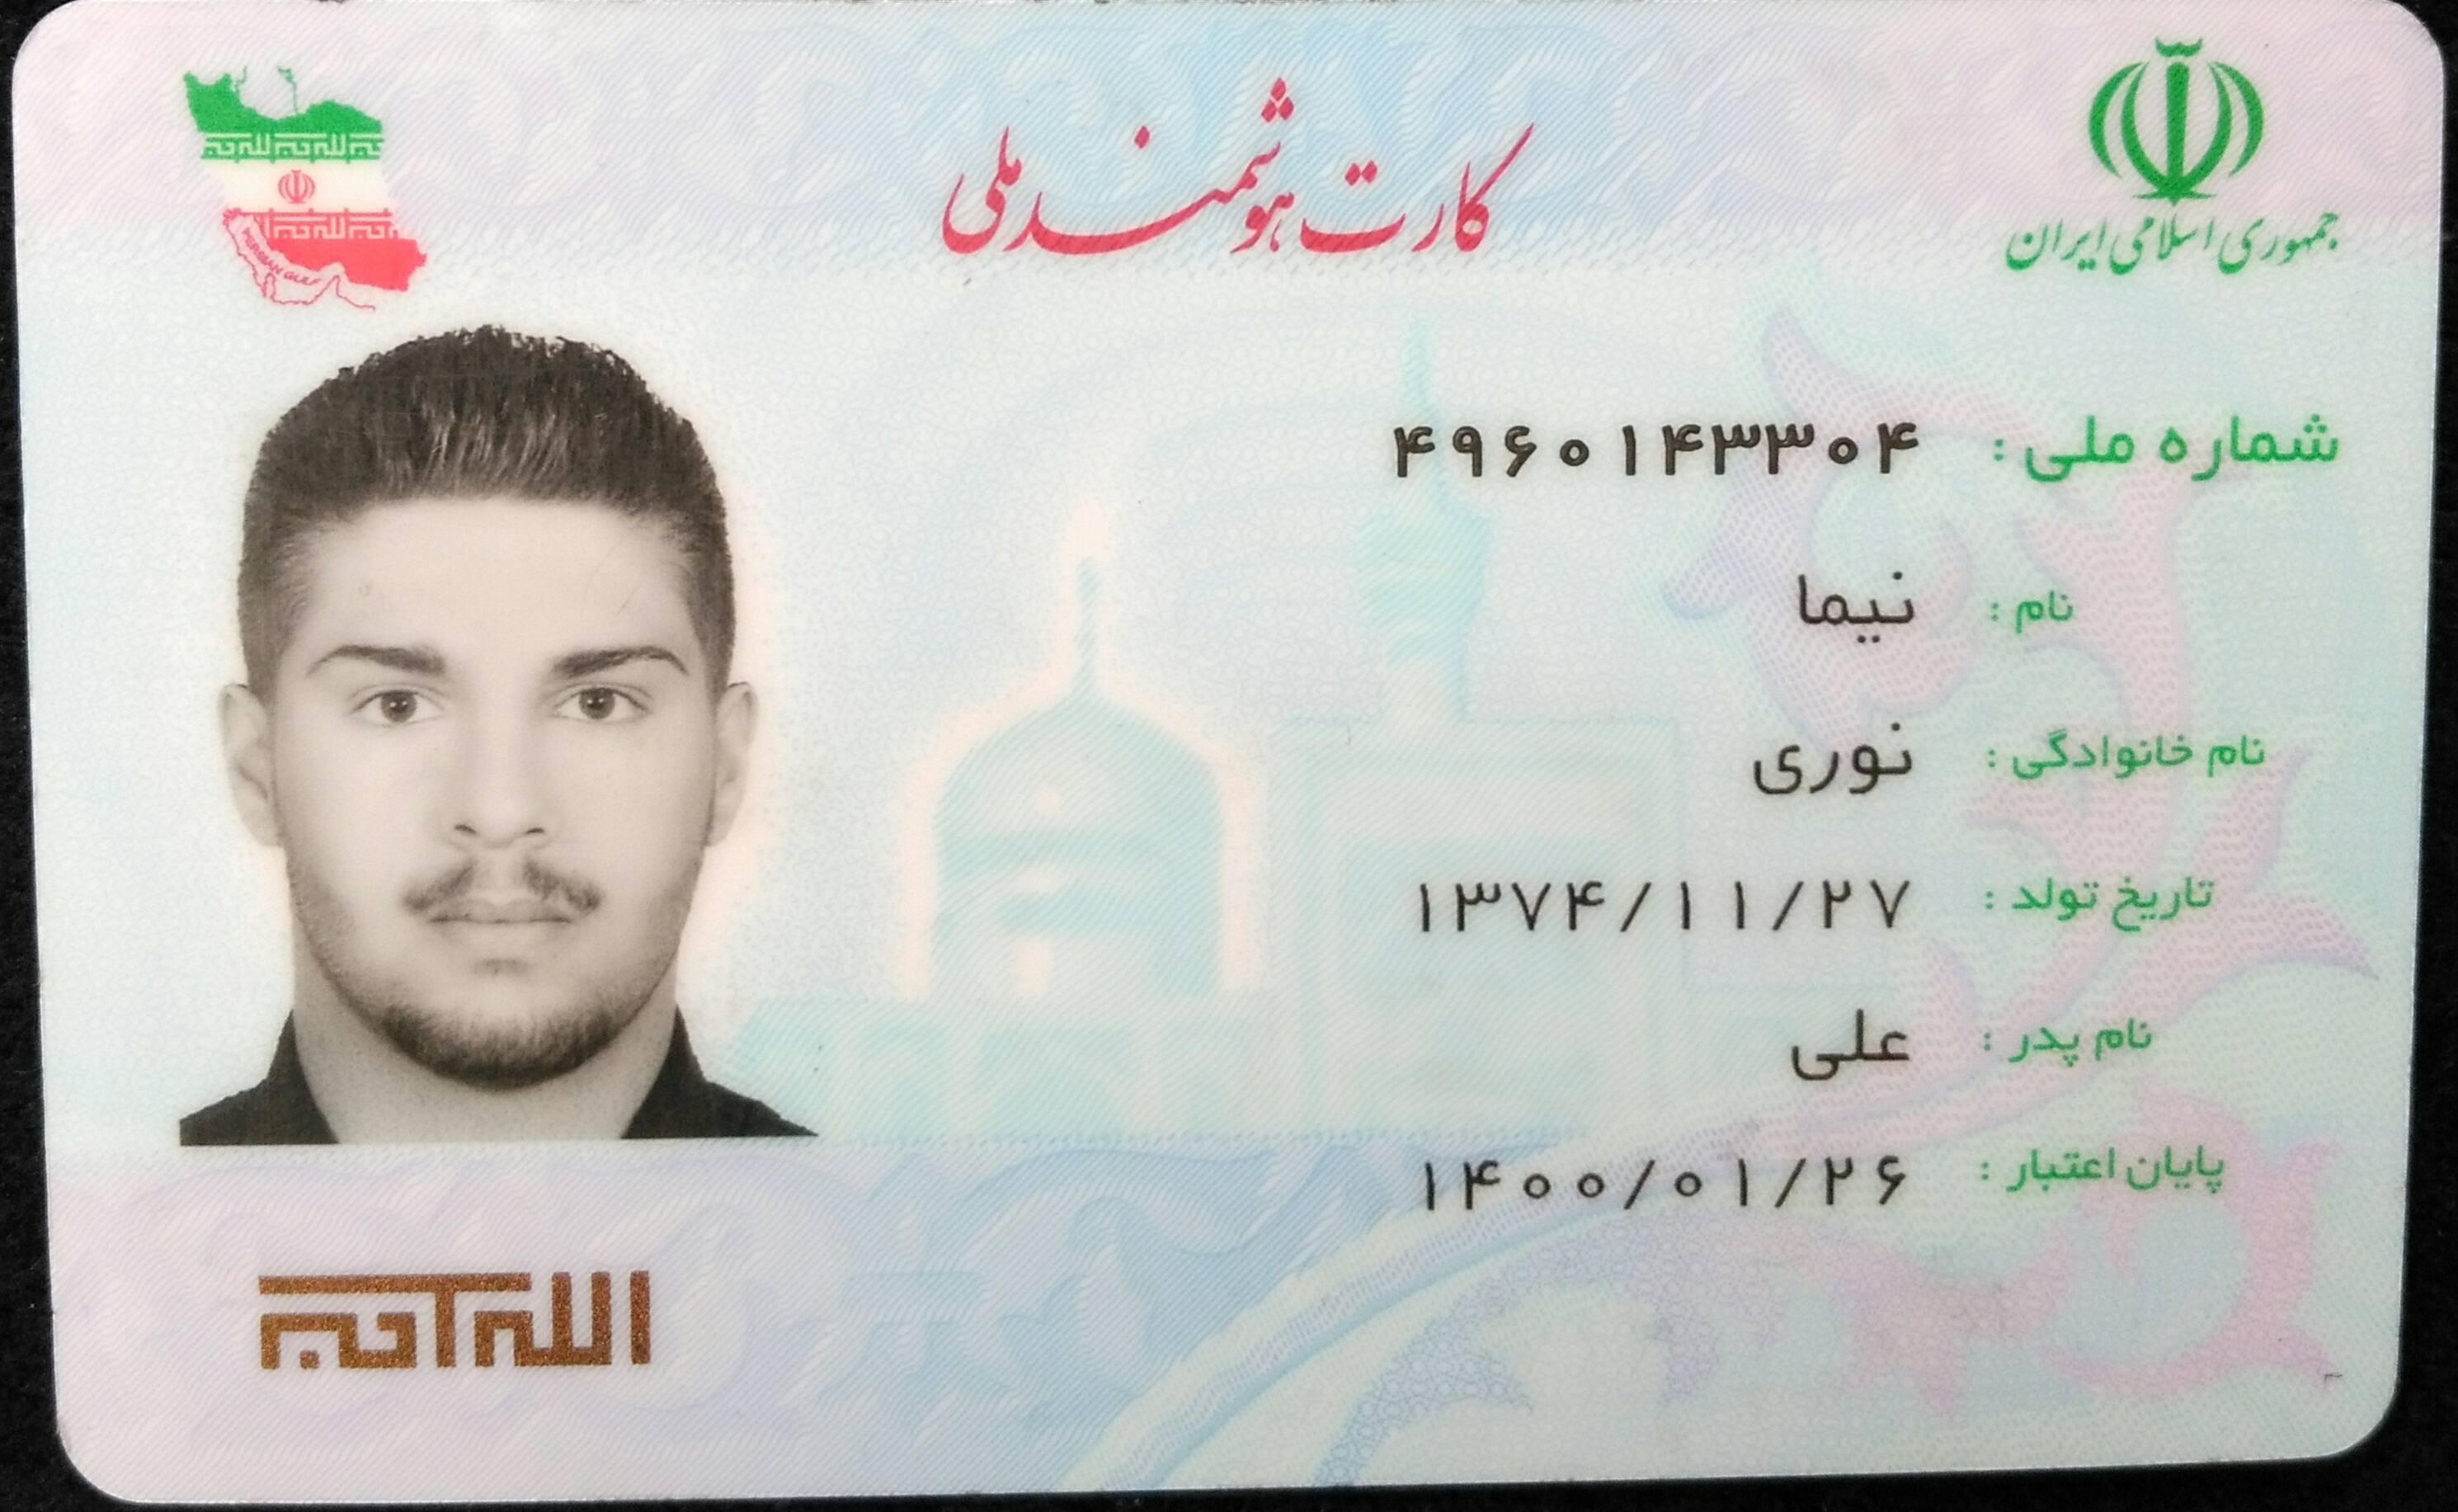 جمهوری اسلامی ایران
کارت هوشمند ملی
PERSIAN GULF
شماره ملی : ۴۹۶۰۱۴۳۳۰۴
نام : نیما
نام خانوادگی : نوری
تاریخ تولد : ۱۳۷۴/۱۱/۲۷
نام پدر : علی
پایان اعتبار : ۱۴۰۰/۰۱/۲۶
الله اکبر